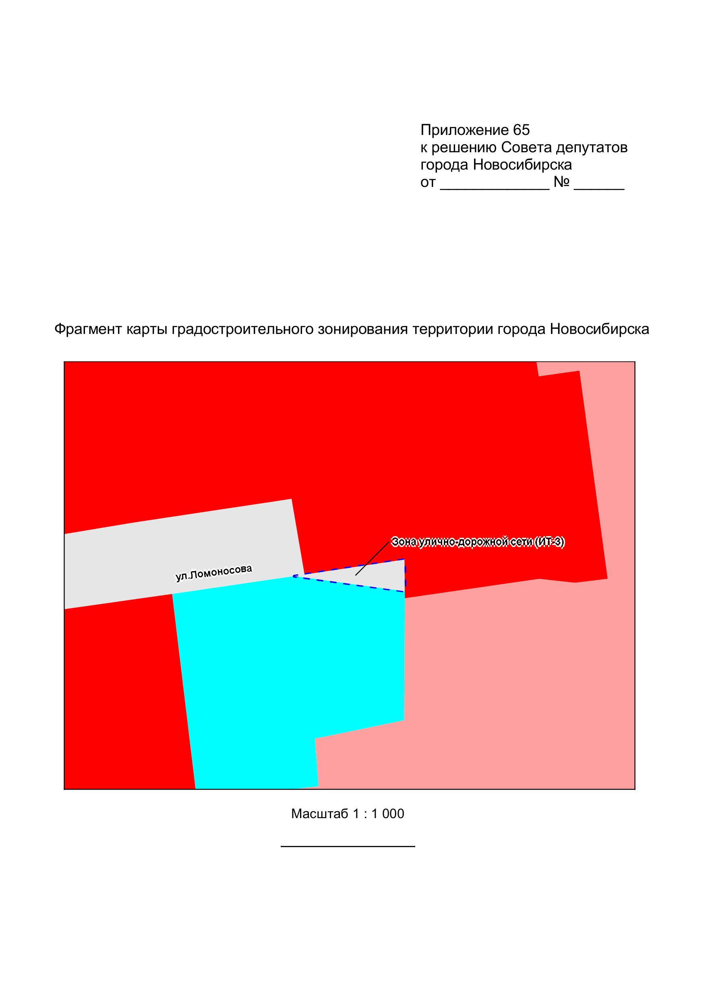 Приложение 65
к решению Совета депутатов
города Новосибирска
от _____________ № ______
Фрагмент карты градостроительного зонирования территории города Новосибирска
Зона улично-дорожной сети (ИТ-3)
ул.Ломоносова
Масштаб 1 : 1 000